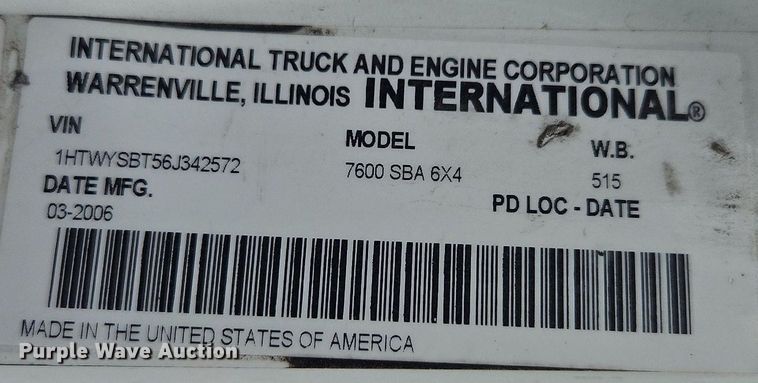 INTERNATIONAL TRUCK AND ENGINE CORPORATION
WARRENVILLE, ILLINOIS INTERNATIONAL®
VIN MODEL W.B.
1HTWYSBT56J342572 7600 SBA 6X4 515
DATE MFG. PD LOC - DATE
03-2006
MADE IN THE UNITED STATES OF AMERICA
Purple Wave Auction